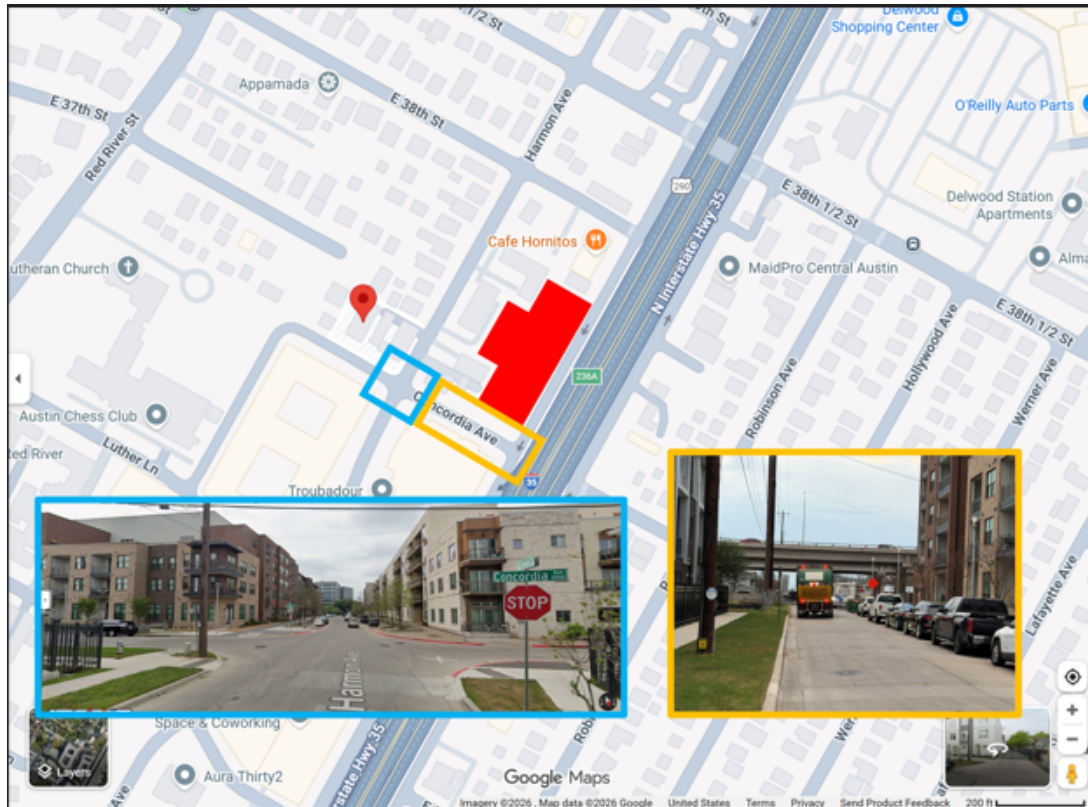 Delwood
Shopping Center
E 38th 1/2 St
Appamada
E 37th St
E 38th St
Harmon Ave
O'Reilly Auto Parts
Red River St
290
E 38th 1/2 St
Delwood Station
Apartments
Cafe Hornitos
N Interstate Hwy 35
utheran Church
MaidPro Central Austin
Alma
E 38th 1/2 St
Hollywood Ave
236A
Robinson Ave
Werner Ave
Austin Chess Club
Concordia Ave
Red River
Luther Ln
Troubadour
35
Concordia
STOP
Harmon Ave
Lafayette Ave
Space & Coworking
Layers
Aura Thirty2
Google Maps
Imagery ©2026 , Map data ©2026 Google United States Terms Privacy Send Product Feedback 200 ft